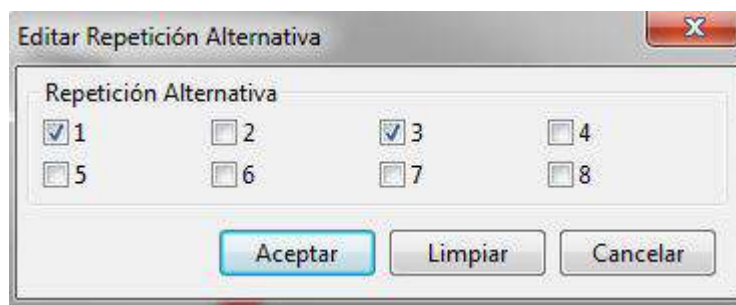 Editar Repetición Alternativa
Repetición Alternativa
1 2 3 4
5 6 7 8
Aceptar Limpiar Cancelar